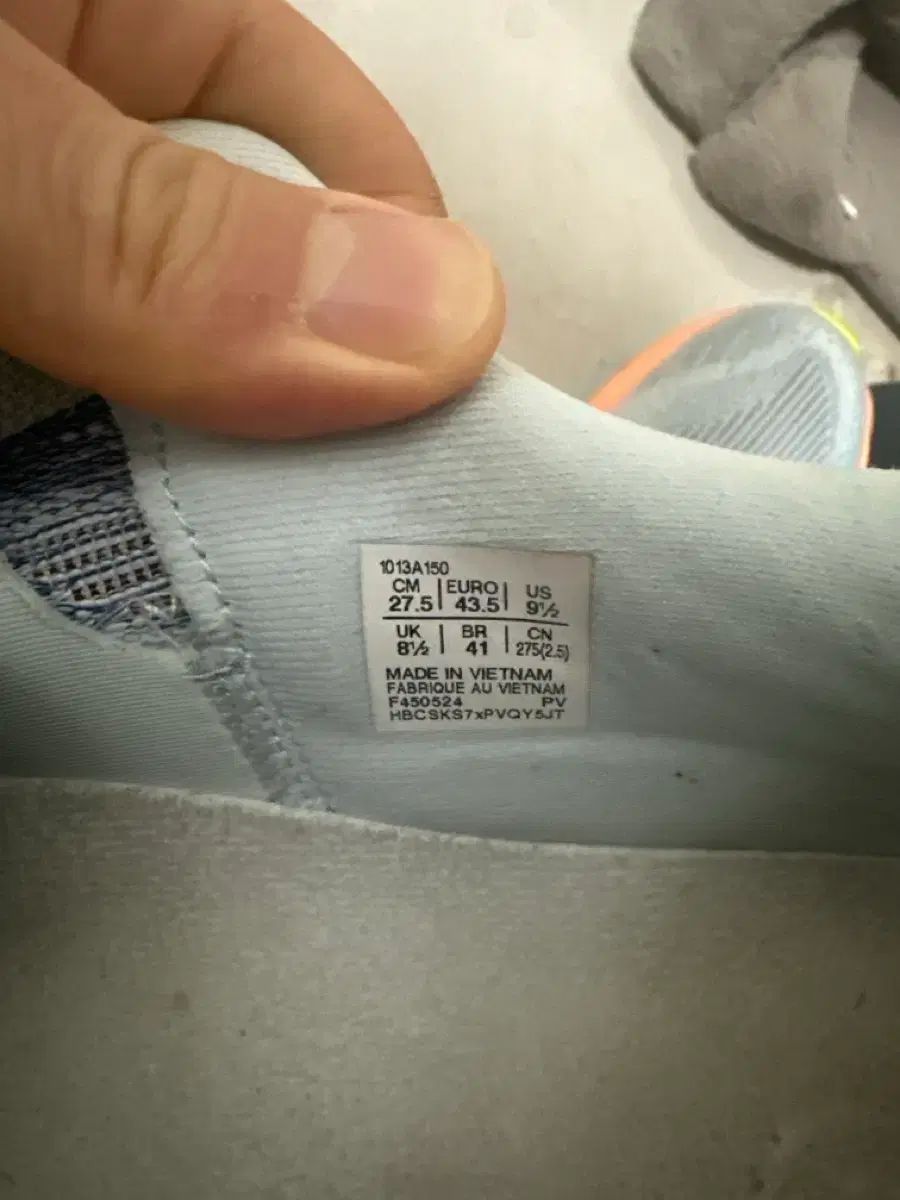 1013A150
CM | EURO | US
27.5 | 43.5 | 9½
UK | BR | CN
8½ | 41 | 275(2.5)
MADE IN VIETNAM
FABRIQUE AU VIETNAM
F450524 PV
HBCSKS7xPVQY5JT